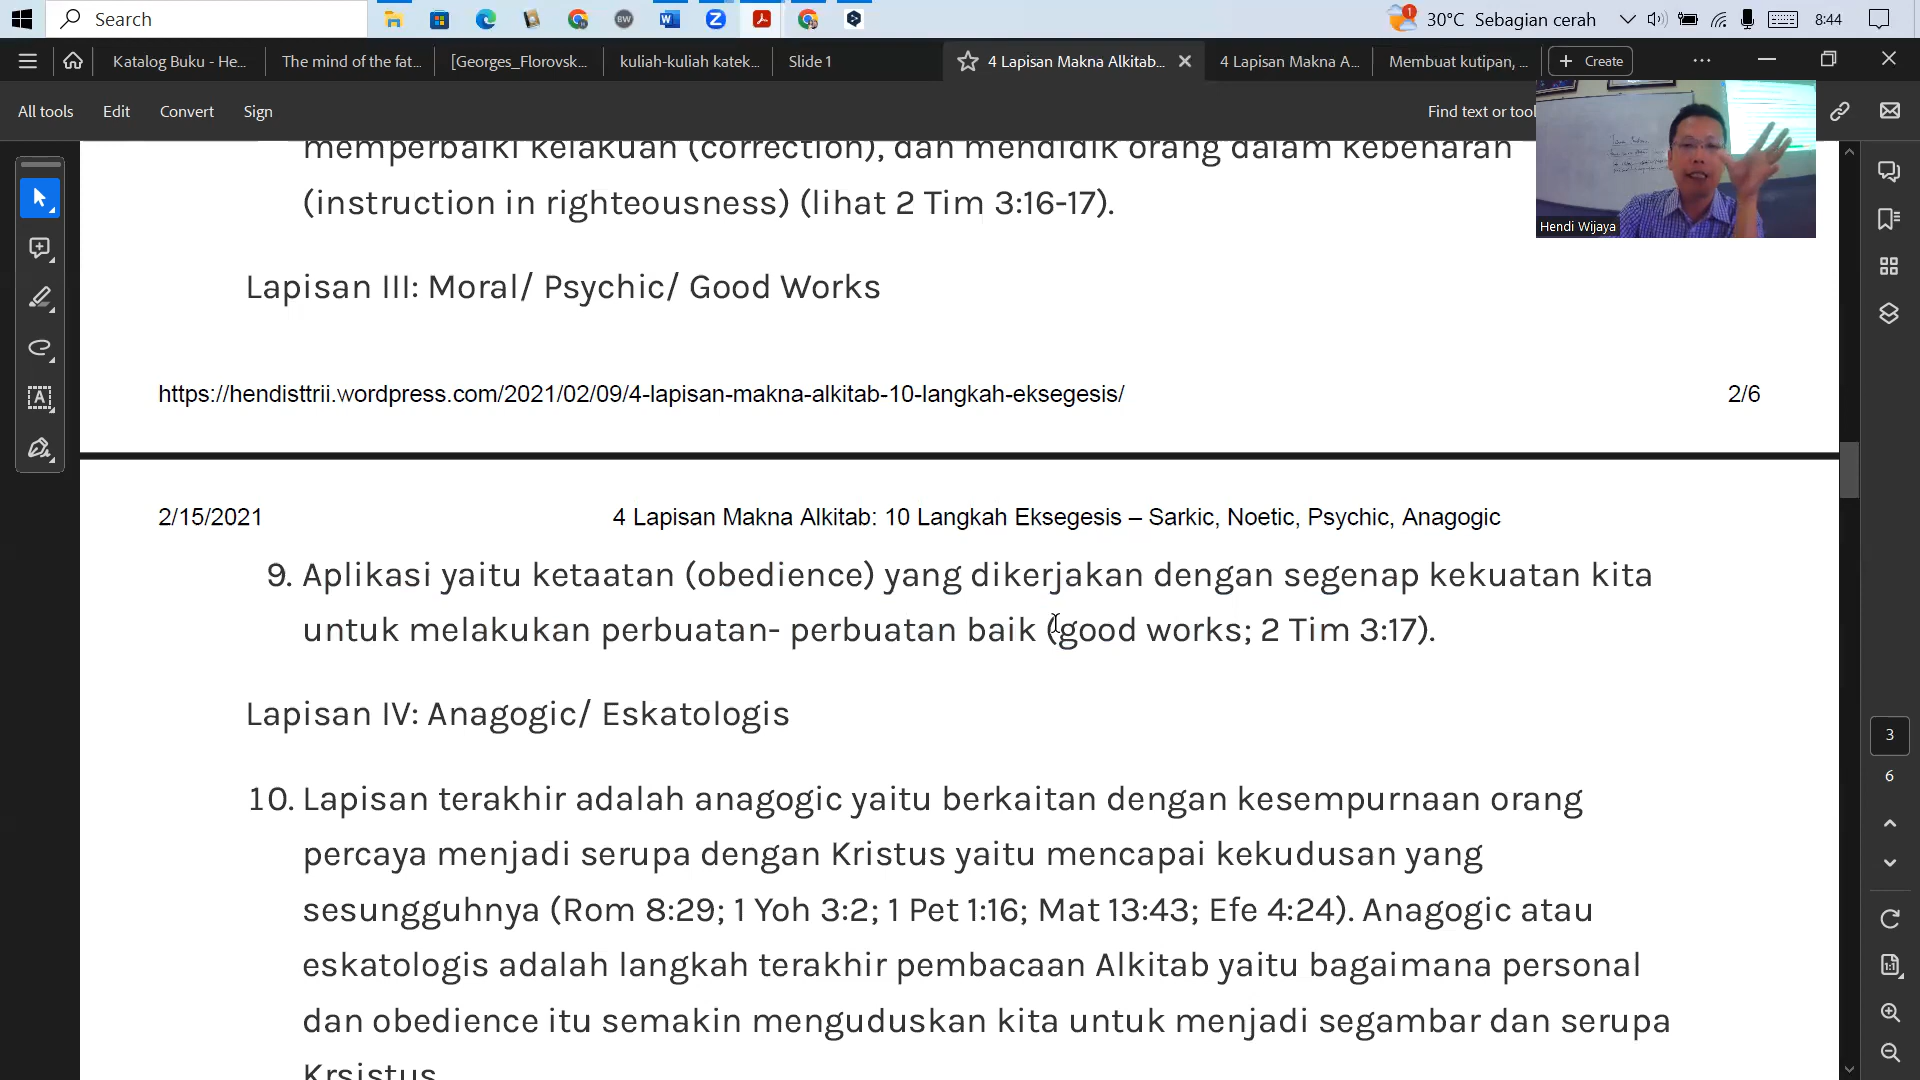 Search
30°C Sebagian cerah
8:44
Katalog Buku - He...
The mind of the fat...
[Georges_Florovsk...
kuliah-kuliah katek...
Slide 1
4 Lapisan Makna Alkitab...
4 Lapisan Makna A...
Membuat kutipan, ...
+ Create
All tools
Edit
Convert
Sign
Find text or tool
memperbaiki kelakuan (correction), dan mendidik orang dalam kebenaran
(instruction in righteousness) (lihat 2 Tim 3:16-17).
Hendi Wijaya
Lapisan III: Moral/ Psychic/ Good Works
https://hendisttrii.wordpress.com/2021/02/09/4-lapisan-makna-alkitab-10-langkah-eksegesis/
2/6
2/15/2021
4 Lapisan Makna Alkitab: 10 Langkah Eksegesis – Sarkic, Noetic, Psychic, Anagogic
9. Aplikasi yaitu ketaatan (obedience) yang dikerjakan dengan segenap kekuatan kita
untuk melakukan perbuatan- perbuatan baik (good works; 2 Tim 3:17).
Lapisan IV: Anagogic/ Eskatologis
10. Lapisan terakhir adalah anagogic yaitu berkaitan dengan kesempurnaan orang
percaya menjadi serupa dengan Kristus yaitu mencapai kekudusan yang
sesungguhnya (Rom 8:29; 1 Yoh 3:2; 1 Pet 1:16; Mat 13:43; Efe 4:24). Anagogic atau
eskatologis adalah langkah terakhir pembacaan Alkitab yaitu bagaimana personal
dan obedience itu semakin menguduskan kita untuk menjadi segambar dan serupa
Krsistus
3
6